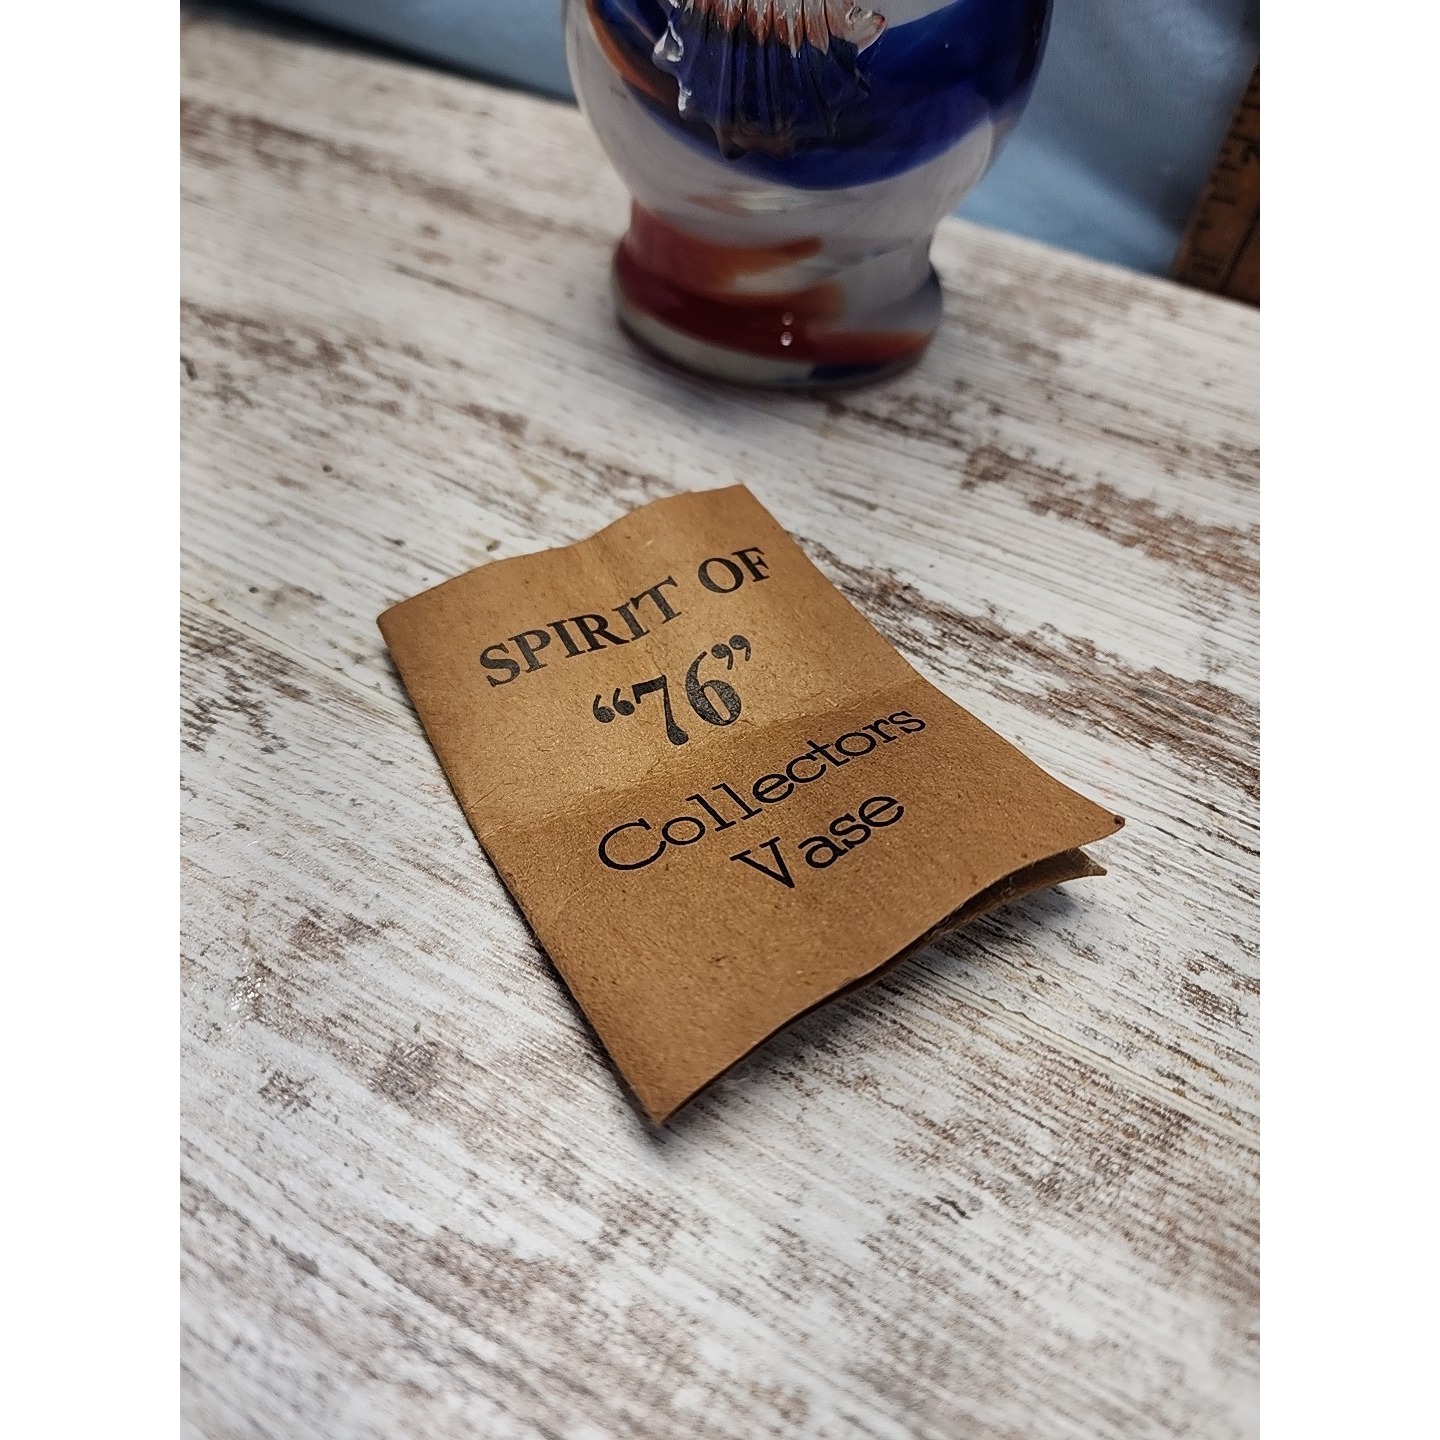 SPIRIT OF
“76”
Collectors
Vase